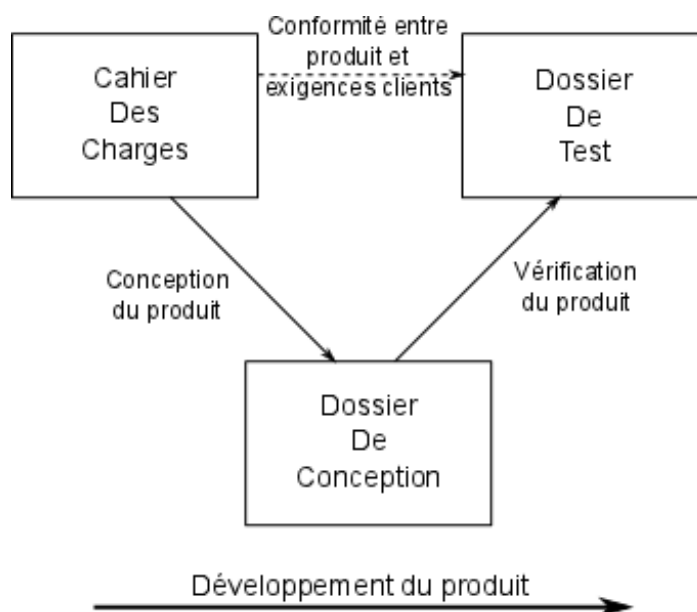 Cahier
Des
Charges
Conformité entre
produit et
exigences clients
Dossier
De
Test
Conception
du produit
Vérification
du produit
Dossier
De
Conception
Développement du produit